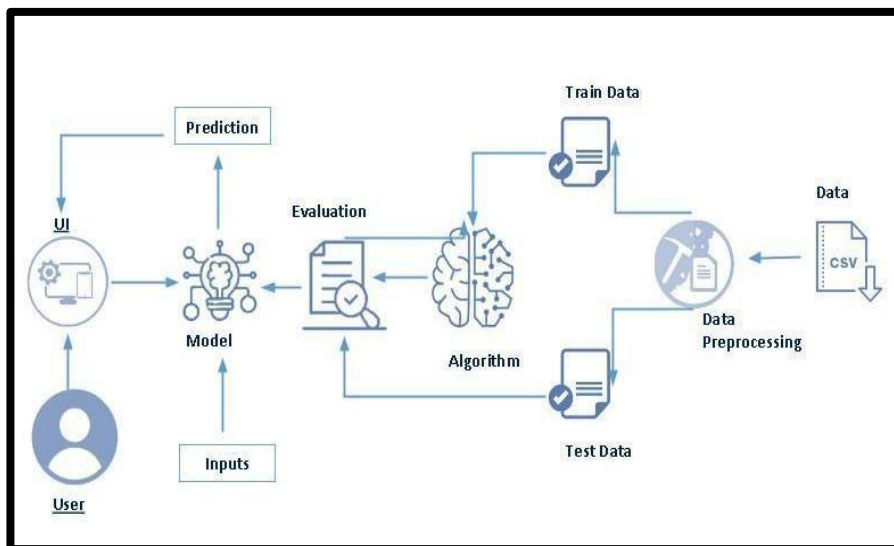 Train Data
Prediction
Data
Evaluation
UI
CSV
Model
Algorithm
Data
Preprocessing
Inputs
Test Data
User